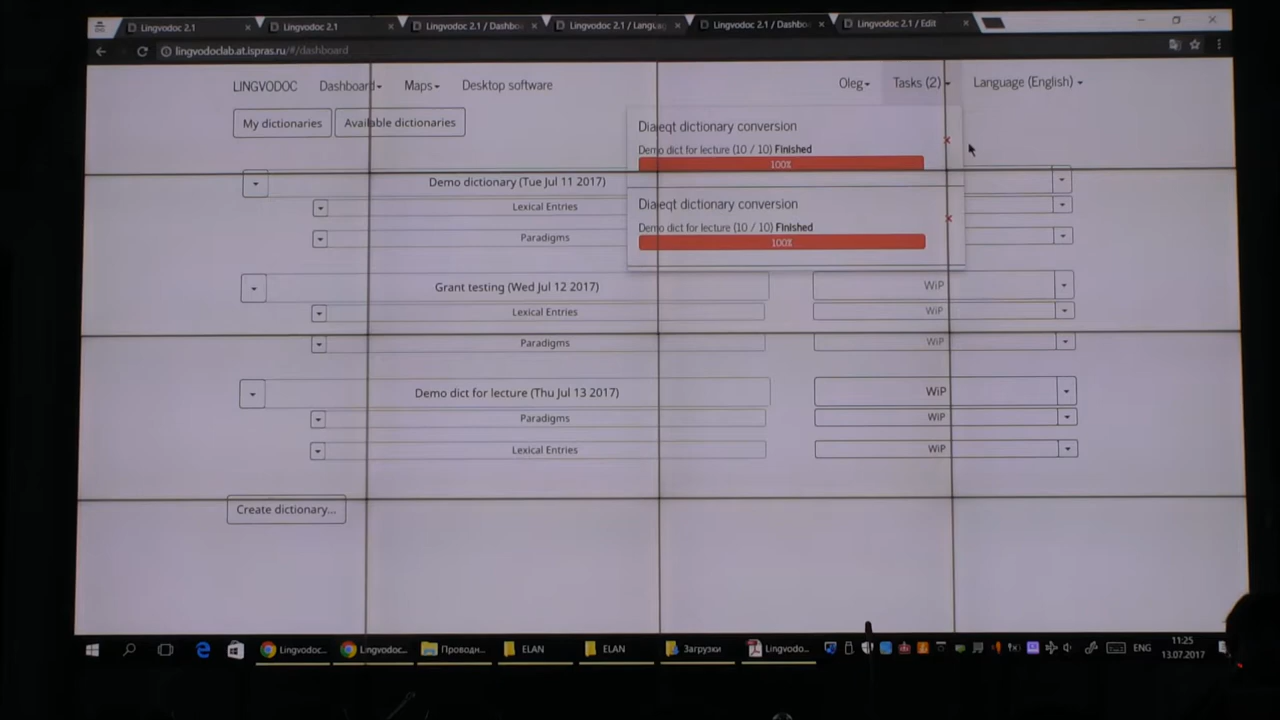 Lingvodoc 2.1
Lingvodoc 2.1
Lingvodoc 2.1 / Dashbo
Lingvodoc 2.1 / Langu
Lingvodoc 2.1 / Dashbo
Lingvodoc 2.1 / Edit
lingvodoclab.at.ispras.ru/#/dashboard
LINGVODOC Dashboard Maps Desktop software Oleg Tasks (2) Language (English)
My dictionaries Available dictionaries
Dialeqt dictionary conversion
Demo dict for lecture (10 / 10) Finished
100%
Demo dictionary (Tue Jul 11 2017)
Lexical Entries
Dialeqt dictionary conversion
Demo dict for lecture (10 / 10) Finished
100%
Paradigms
Grant testing (Wed Jul 12 2017) WiP
Lexical Entries WiP
Paradigms WiP
Demo dict for lecture (Thu Jul 13 2017) WiP
Paradigms WiP
Lexical Entries WiP
Create dictionary...
Lingvodoc...
Lingvodoc...
Проводн...
ELAN
ELAN
Загрузки
Lingvodo...
ENG
11:25
13.07.2017